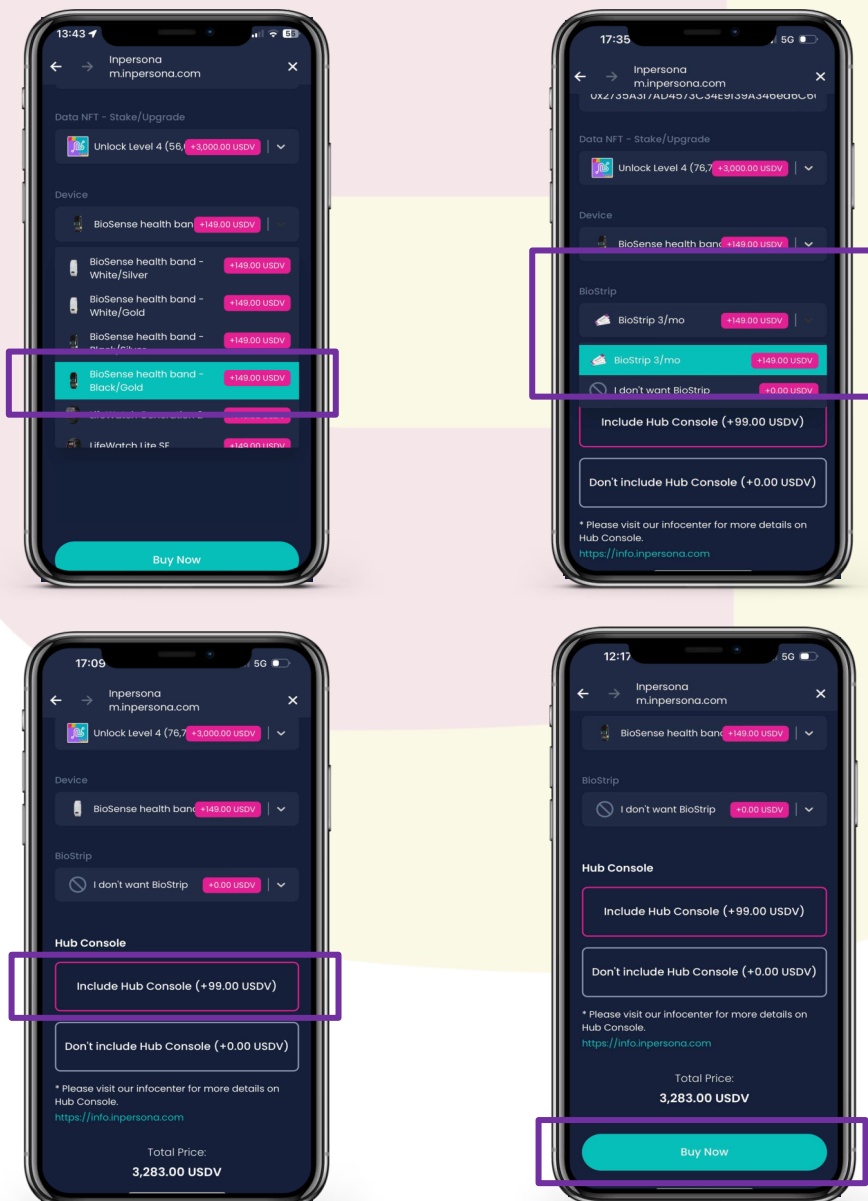 13:43
56
Inpersona
m.inpersona.com
Data NFT - Stake/Upgrade
Unlock Level 4 (56, +3,000.00 USDV
Device
BioSense health ban +149.00 USDV
BioSense health band -
White/Silver
+149.00 USDV
BioSense health band -
White/Gold
+149.00 USDV
BioSense health band -
Black/Silver
+149.00 USDV
BioSense health band -
Black/Gold
+149.00 USDV
LifeWatch Lite SE
+149.00 USDV
Buy Now
17:35
5G
Inpersona
m.inpersona.com
Data NFT - Stake/Upgrade
Unlock Level 4 (76,7 +3,000.00 USDV
Device
BioSense health band +149.00 USDV
BioStrip
BioStrip 3/mo +149.00 USDV
BioStrip 3/mo +149.00 USDV
I don't want BioStrip +0.00 USDV
Include Hub Console (+99.00 USDV)
Don't include Hub Console (+0.00 USDV)
* Please visit our infocenter for more details on
Hub Console.
https://info.inpersona.com
17:09
5G
Inpersona
m.inpersona.com
Unlock Level 4 (76,7 +3,000.00 USDV
Device
BioSense health band +149.00 USDV
BioStrip
I don't want BioStrip +0.00 USDV
Hub Console
Include Hub Console (+99.00 USDV)
Don't include Hub Console (+0.00 USDV)
* Please visit our infocenter for more details on
Hub Console.
https://info.inpersona.com
Total Price:
3,283.00 USDV
12:17
5G
Inpersona
m.inpersona.com
BioSense health band +149.00 USDV
BioStrip
I don't want BioStrip +0.00 USDV
Hub Console
Include Hub Console (+99.00 USDV)
Don't include Hub Console (+0.00 USDV)
* Please visit our infocenter for more details on
Hub Console.
https://info.inpersona.com
Total Price:
3,283.00 USDV
Buy Now